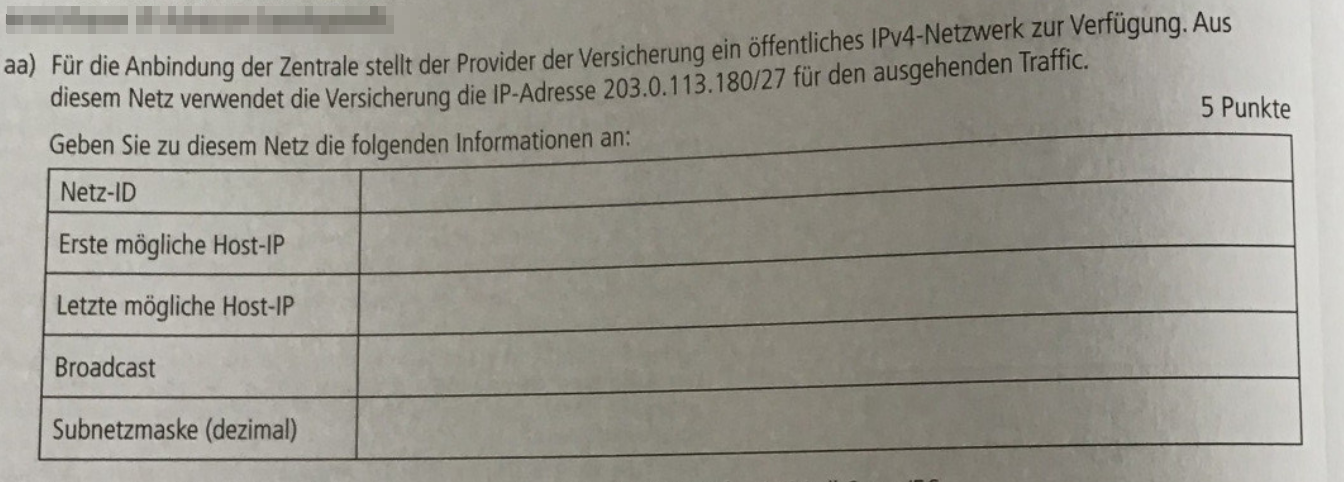 aa) Für die Anbindung der Zentrale stellt der Provider der Versicherung ein öffentliches IPv4-Netzwerk zur Verfügung. Aus
diesem Netz verwendet die Versicherung die IP-Adresse 203.0.113.180/27 für den ausgehenden Traffic.
5 Punkte
Geben Sie zu diesem Netz die folgenden Informationen an:
Netz-ID
Erste mögliche Host-IP
Letzte mögliche Host-IP
Broadcast
Subnetzmaske (dezimal)